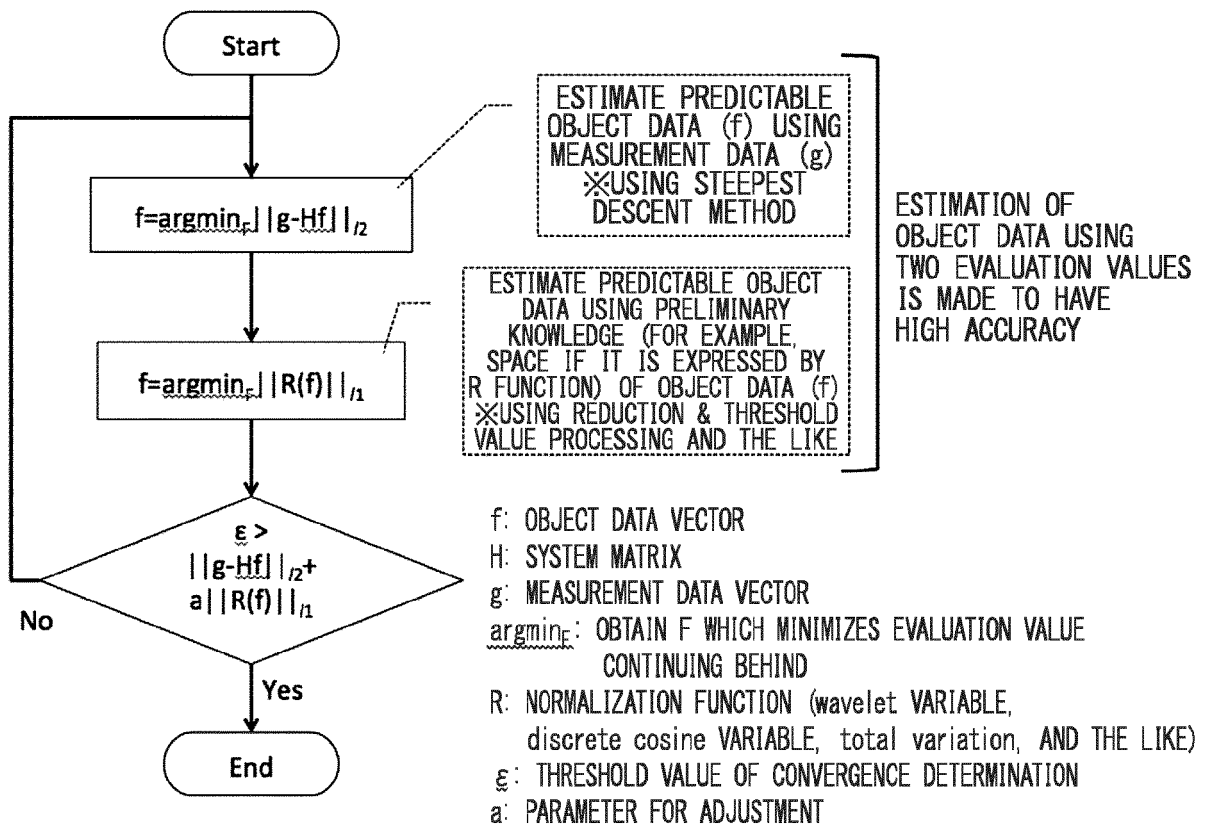 Start
ESTIMATE PREDICTABLE
OBJECT DATA (f) USING
MEASUREMENT DATA (g)
※USING STEEPEST
DESCENT METHOD
f=argmin_F||g-Hf||_l2
ESTIMATION OF
OBJECT DATA USING
TWO EVALUATION VALUES
IS MADE TO HAVE
HIGH ACCURACY
ESTIMATE PREDICTABLE OBJECT
DATA USING PRELIMINARY
KNOWLEDGE (FOR EXAMPLE,
SPACE IF IT IS EXPRESSED BY
R FUNCTION) OF OBJECT DATA (f)
※USING REDUCTION & THRESHOLD
VALUE PROCESSING AND THE LIKE
f=argmin_F||R(f)||_l1
ε >
||g-Hf||_l2+
a||R(f)||_l1
No
Yes
End
f: OBJECT DATA VECTOR
H: SYSTEM MATRIX
g: MEASUREMENT DATA VECTOR
argmin_F: OBTAIN F WHICH MINIMIZES EVALUATION VALUE
CONTINUING BEHIND
R: NORMALIZATION FUNCTION (wavelet VARIABLE,
discrete cosine VARIABLE, total variation, AND THE LIKE)
ε: THRESHOLD VALUE OF CONVERGENCE DETERMINATION
a: PARAMETER FOR ADJUSTMENT